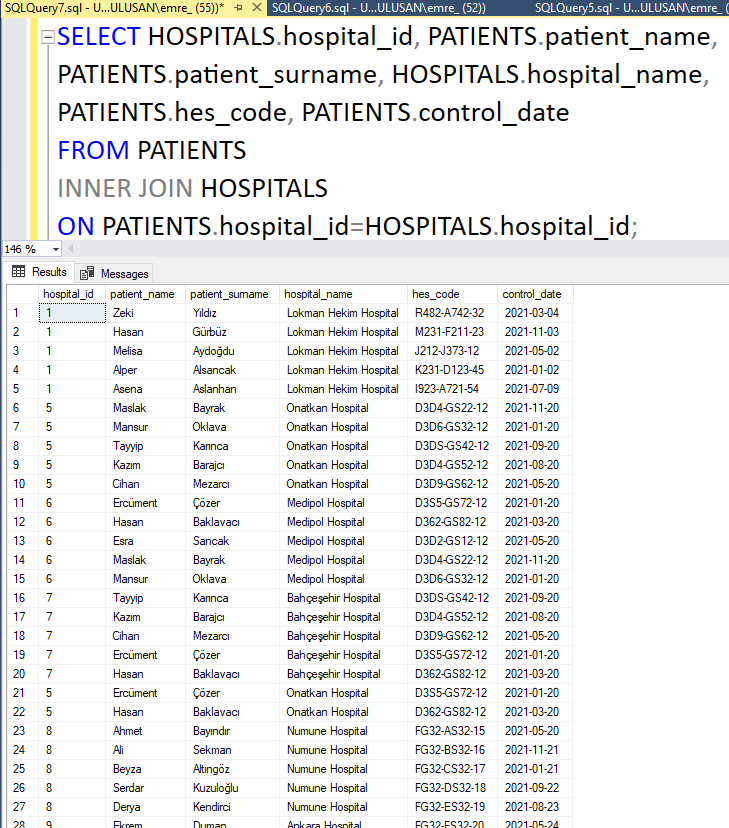 SQLQuery7.sql - U...ULUSAN\emre_ (55))* SQLQuery6.sql - U...ULUSAN\emre_ (52)) SQLQuery5.sql - U...ULUSAN\emre_ (
SELECT HOSPITALS.hospital_id, PATIENTS.patient_name,
PATIENTS.patient_surname, HOSPITALS.hospital_name,
PATIENTS.hes_code, PATIENTS.control_date
FROM PATIENTS
INNER JOIN HOSPITALS
ON PATIENTS.hospital_id=HOSPITALS.hospital_id;
146 %
Results Messages
hospital_id patient_name patient_surname hospital_name hes_code control_date
1 1 Zeki Yıldız Lokman Hekim Hospital R482-A742-32 2021-03-04
2 1 Hasan Gürbüz Lokman Hekim Hospital M231-F211-23 2021-11-03
3 1 Melisa Aydoğdu Lokman Hekim Hospital J212-J373-12 2021-05-02
4 1 Alper Alsancak Lokman Hekim Hospital K231-D123-45 2021-01-02
5 1 Asena Aslanhan Lokman Hekim Hospital I923-A721-54 2021-07-09
6 5 Maslak Bayrak Onatkan Hospital D3D4-GS22-12 2021-11-20
7 5 Mansur Oklava Onatkan Hospital D3D6-GS32-12 2021-01-20
8 5 Tayyip Karınca Onatkan Hospital D3DS-GS42-12 2021-09-20
9 5 Kazım Barajcı Onatkan Hospital D3D4-GS52-12 2021-08-20
10 5 Cihan Mezarcı Onatkan Hospital D3D9-GS62-12 2021-05-20
11 6 Ercüment Çözer Medipol Hospital D3S5-GS72-12 2021-01-20
12 6 Hasan Baklavacı Medipol Hospital D362-GS82-12 2021-03-20
13 6 Esra Sancak Medipol Hospital D3D2-GS12-12 2021-05-20
14 6 Maslak Bayrak Medipol Hospital D3D4-GS22-12 2021-11-20
15 6 Mansur Oklava Medipol Hospital D3D6-GS32-12 2021-01-20
16 7 Tayyip Karınca Bahçeşehir Hospital D3DS-GS42-12 2021-09-20
17 7 Kazım Barajcı Bahçeşehir Hospital D3D4-GS52-12 2021-08-20
18 7 Cihan Mezarcı Bahçeşehir Hospital D3D9-GS62-12 2021-05-20
19 7 Ercüment Çözer Bahçeşehir Hospital D3S5-GS72-12 2021-01-20
20 7 Hasan Baklavacı Bahçeşehir Hospital D362-GS82-12 2021-03-20
21 5 Ercüment Çözer Onatkan Hospital D3S5-GS72-12 2021-01-20
22 5 Hasan Baklavacı Onatkan Hospital D362-GS82-12 2021-03-20
23 8 Ahmet Bayındır Numune Hospital FG32-AS32-15 2021-05-20
24 8 Ali Sekman Numune Hospital FG32-BS32-16 2021-11-21
25 8 Beyza Altıngöz Numune Hospital FG32-CS32-17 2021-01-21
26 8 Serdar Kuzuloğlu Numune Hospital FG32-DS32-18 2021-09-22
27 8 Derya Kendirci Numune Hospital FG32-ES32-19 2021-08-23
28 9 Ekrem Duman Ankara Hospital FG32-FS32-20 2021-05-24